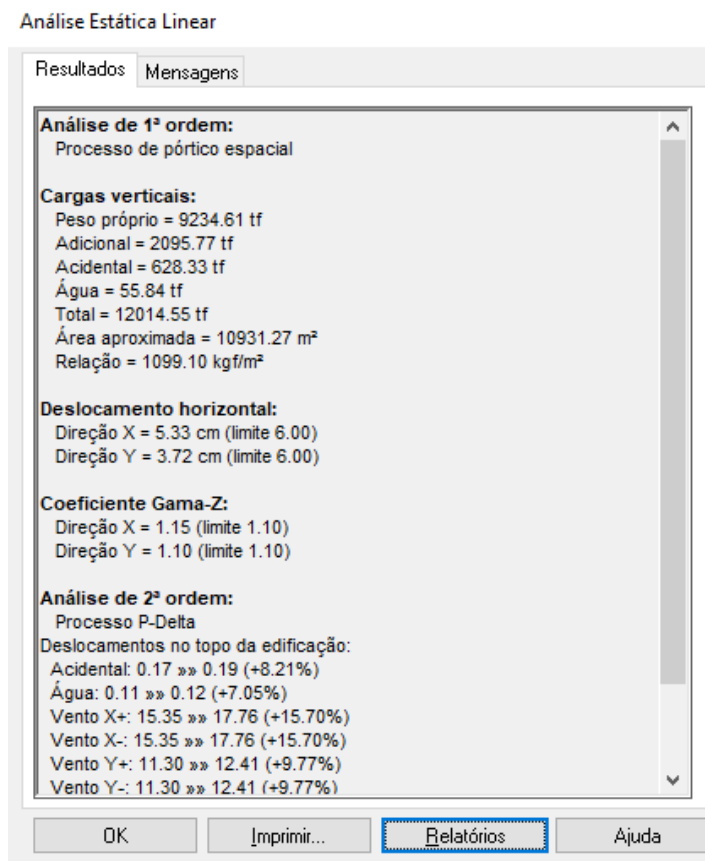 Análise Estática Linear
Resultados Mensagens
Análise de 1ª ordem:
Processo de pórtico espacial
Cargas verticais:
Peso próprio = 9234.61 tf
Adicional = 2095.77 tf
Acidental = 628.33 tf
Água = 55.84 tf
Total = 12014.55 tf
Área aproximada = 10931.27 m²
Relação = 1099.10 kgf/m²
Deslocamento horizontal:
Direção X = 5.33 cm (limite 6.00)
Direção Y = 3.72 cm (limite 6.00)
Coeficiente Gama-Z:
Direção X = 1.15 (limite 1.10)
Direção Y = 1.10 (limite 1.10)
Análise de 2ª ordem:
Processo P-Delta
Deslocamentos no topo da edificação:
Acidental: 0.17 »» 0.19 (+8.21%)
Água: 0.11 »» 0.12 (+7.05%)
Vento X+: 15.35 »» 17.76 (+15.70%)
Vento X-: 15.35 »» 17.76 (+15.70%)
Vento Y+: 11.30 »» 12.41 (+9.77%)
Vento Y-: 11.30 »» 12.41 (+9.77%)
OK Imprimir... Relatórios Ajuda